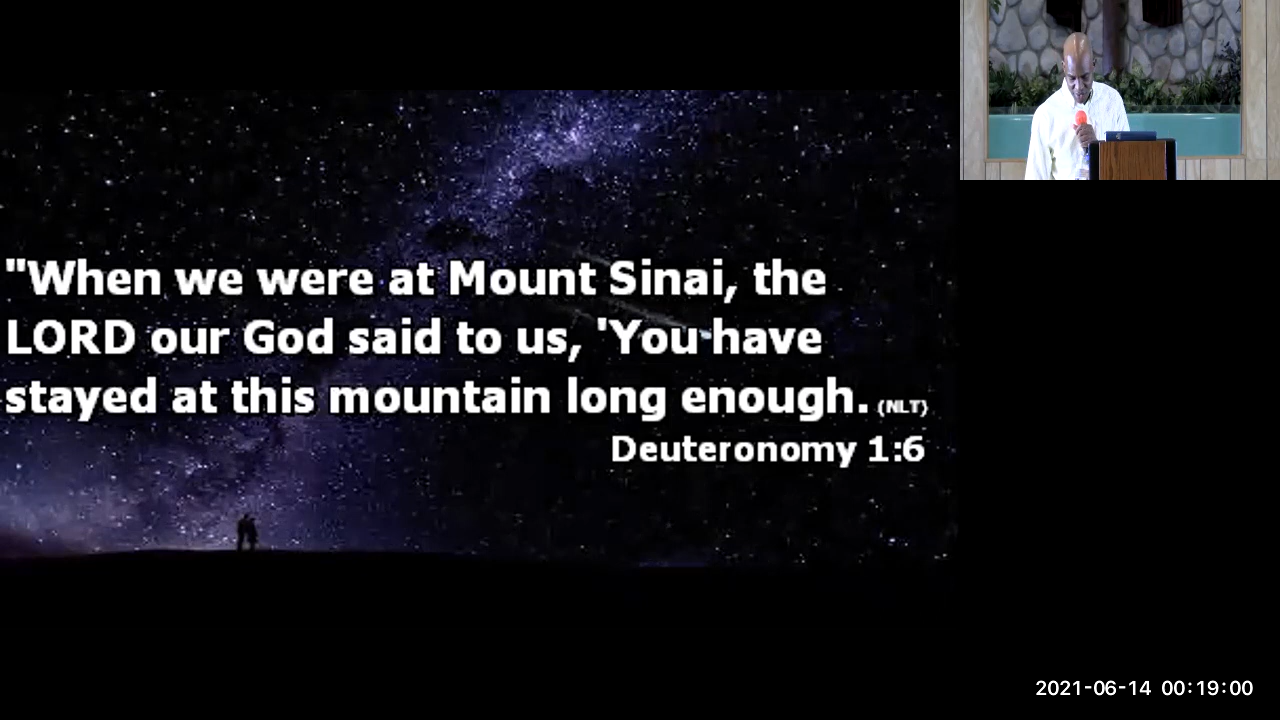 "When we were at Mount Sinai, the
LORD our God said to us, 'You have
stayed at this mountain long enough. (NLT)
Deuteronomy 1:6
2021-06-14 00:19:00